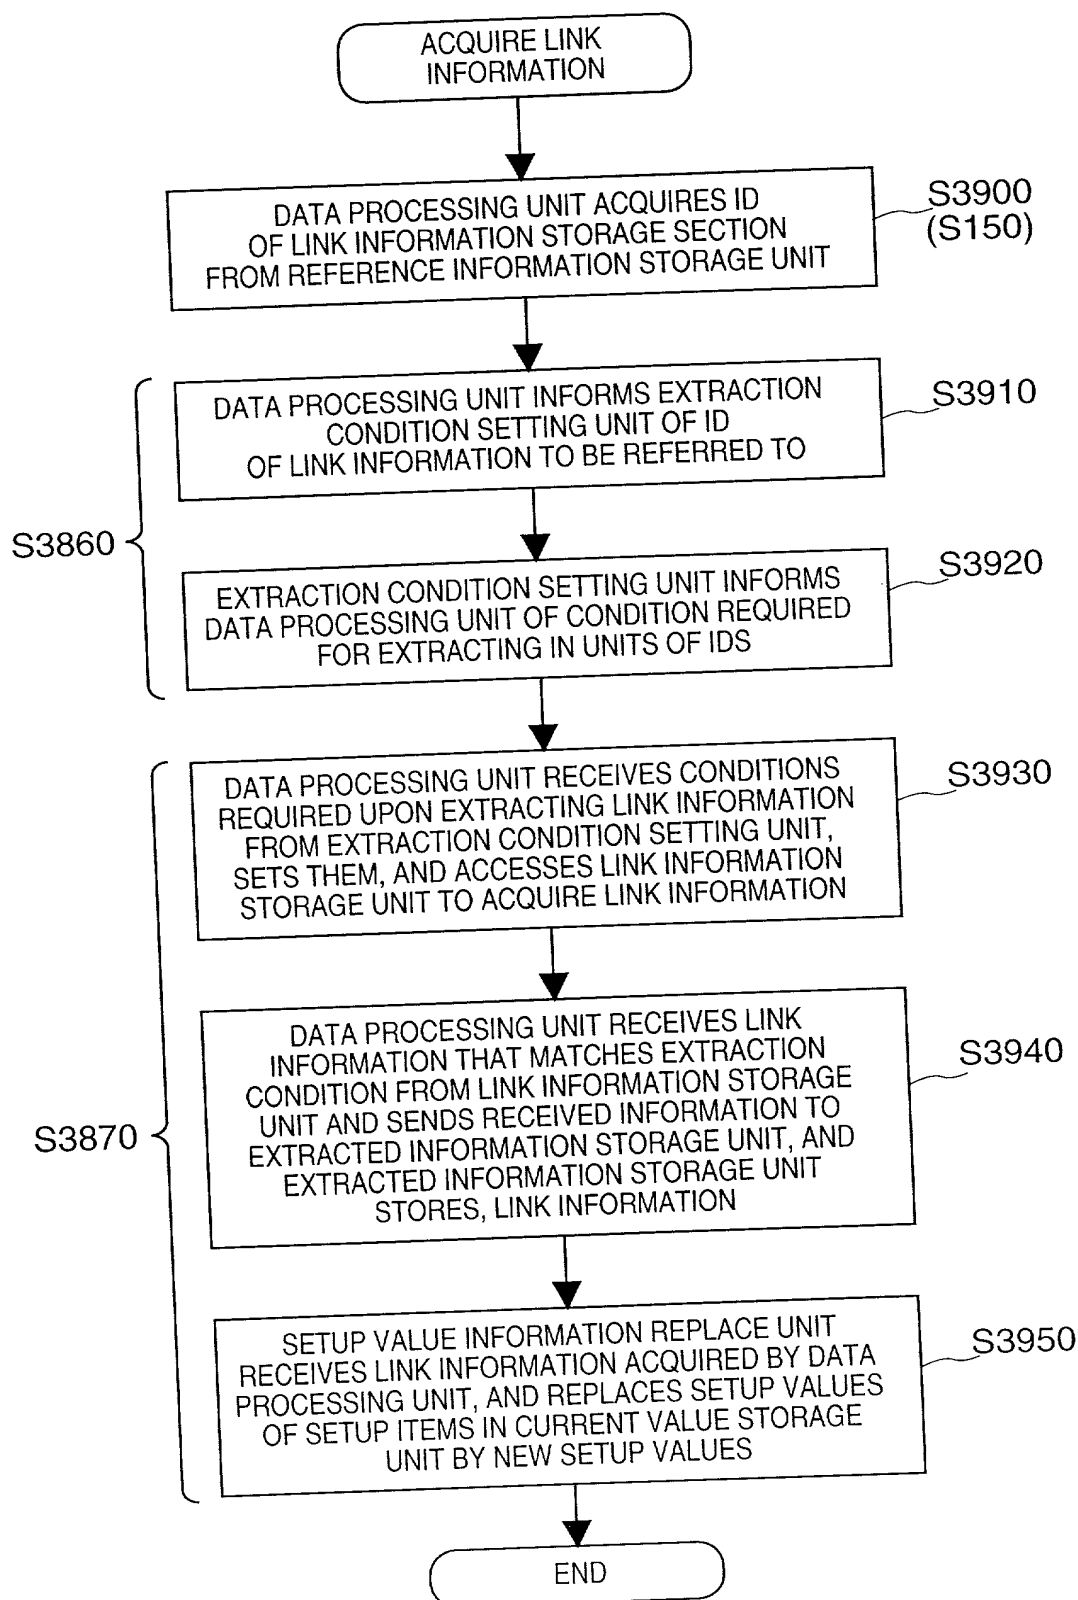 ACQUIRE LINK
INFORMATION
DATA PROCESSING UNIT ACQUIRES ID
OF LINK INFORMATION STORAGE SECTION
FROM REFERENCE INFORMATION STORAGE UNIT
S3900
(S150)
DATA PROCESSING UNIT INFORMS EXTRACTION
CONDITION SETTING UNIT OF ID
OF LINK INFORMATION TO BE REFERRED TO
S3910
S3860
EXTRACTION CONDITION SETTING UNIT INFORMS
DATA PROCESSING UNIT OF CONDITION REQUIRED
FOR EXTRACTING IN UNITS OF IDS
S3920
DATA PROCESSING UNIT RECEIVES CONDITIONS
REQUIRED UPON EXTRACTING LINK INFORMATION
FROM EXTRACTION CONDITION SETTING UNIT,
SETS THEM, AND ACCESSES LINK INFORMATION
STORAGE UNIT TO ACQUIRE LINK INFORMATION
S3930
DATA PROCESSING UNIT RECEIVES LINK
INFORMATION THAT MATCHES EXTRACTION
CONDITION FROM LINK INFORMATION STORAGE
UNIT AND SENDS RECEIVED INFORMATION TO
EXTRACTED INFORMATION STORAGE UNIT, AND
EXTRACTED INFORMATION STORAGE UNIT
STORES, LINK INFORMATION
S3940
S3870
SETUP VALUE INFORMATION REPLACE UNIT
RECEIVES LINK INFORMATION ACQUIRED BY DATA
PROCESSING UNIT, AND REPLACES SETUP VALUES
OF SETUP ITEMS IN CURRENT VALUE STORAGE
UNIT BY NEW SETUP VALUES
S3950
END